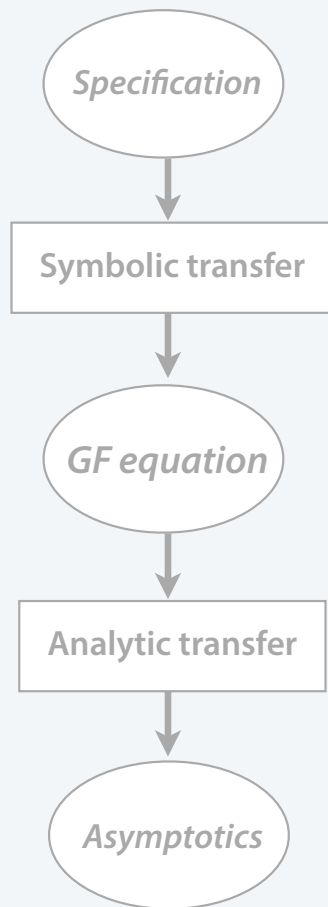 Specification
Symbolic transfer
GF equation
Analytic transfer
Asymptotics